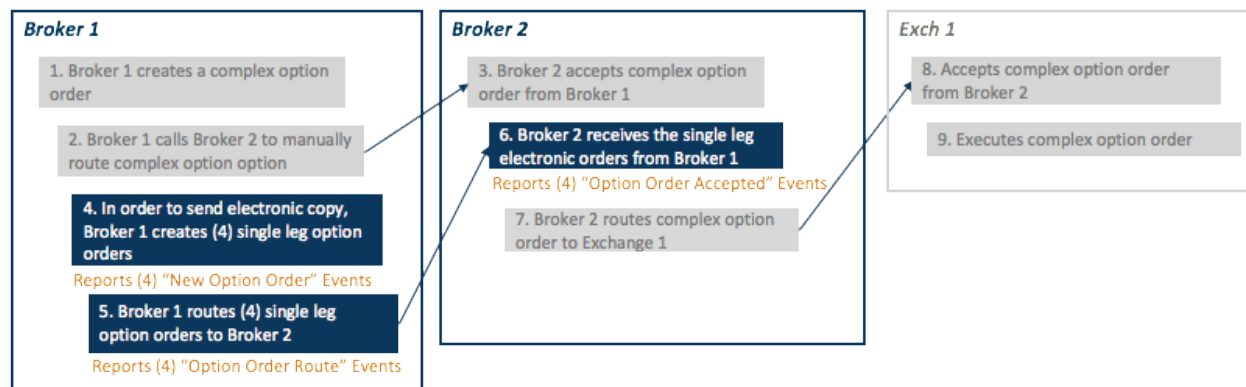 Broker 1
1. Broker 1 creates a complex option
order
2. Broker 1 calls Broker 2 to manually
route complex option option
4. In order to send electronic copy,
Broker 1 creates (4) single leg option
orders
Reports (4) "New Option Order" Events
5. Broker 1 routes (4) single leg
option orders to Broker 2
Reports (4) "Option Order Route" Events
Broker 2
3. Broker 2 accepts complex option
order from Broker 1
6. Broker 2 receives the single leg
electronic orders from Broker 1
Reports (4) "Option Order Accepted" Events
7. Broker 2 routes complex option
order to Exchange 1
Exch 1
8. Accepts complex option order
from Broker 2
9. Executes complex option order